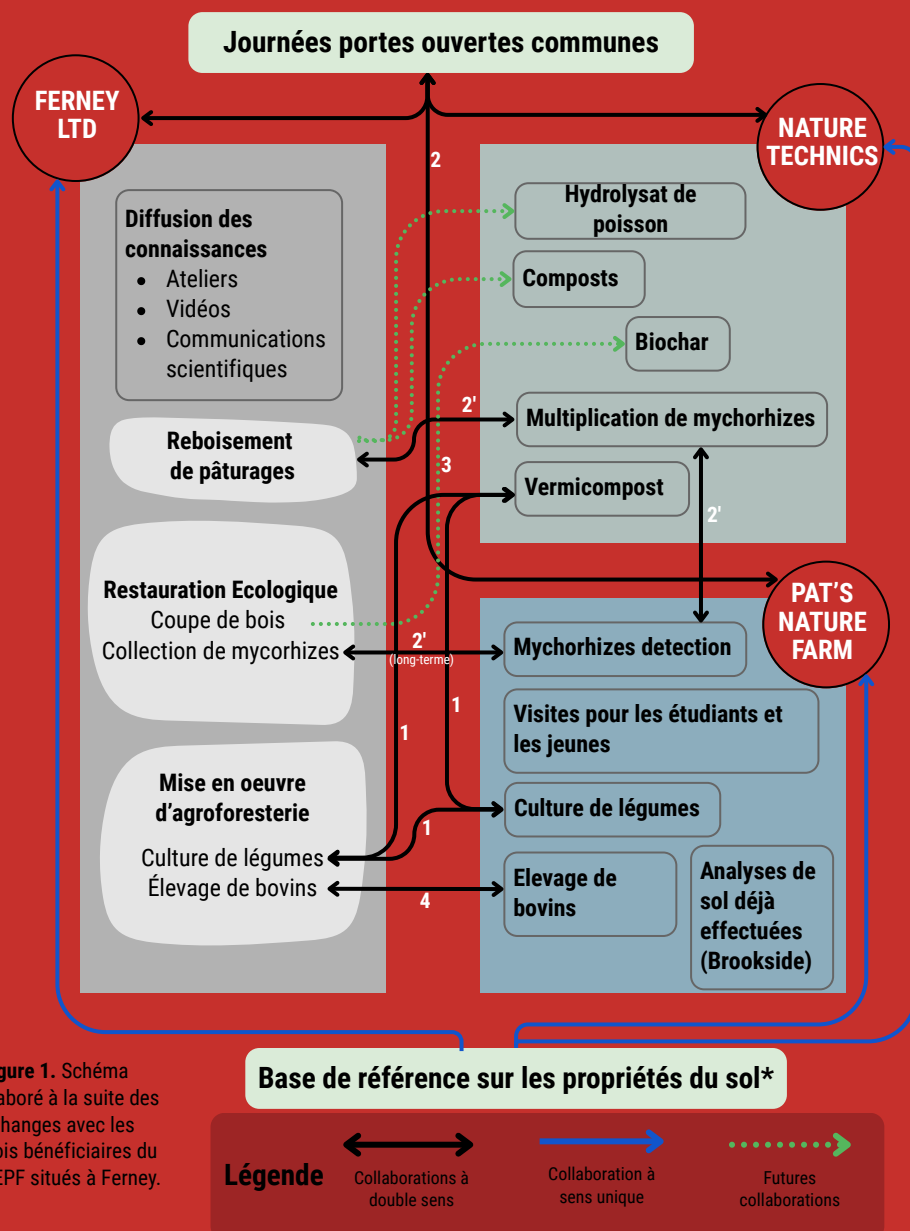 Journées portes ouvertes communes
FERNEY
LTD
NATURE
TECHNICS
2
Diffusion des
connaissances
• Ateliers
• Vidéos
• Communications
scientifiques
Hydrolysat de
poisson
Composts
Biochar
2'
Multiplication de mychorhizes
Reboisement
de pâturages
3
Vermicompost
2'
Restauration Ecologique
Coupe de bois
Collection de mycorhizes
2'
(long-terme)
PAT'S
NATURE
FARM
Mychorhizes detection
Visites pour les étudiants et
les jeunes
1
1
Mise en oeuvre
d'agroforesterie
Culture de légumes
Élevage de bovins
1
4
Culture de légumes
Elevage de
bovins
Analyses de
sol déjà
effectuées
(Brookside)
Base de référence sur les propriétés du sol*
gure 1. Schéma
aboré à la suite des
changes avec les
ois bénéficiaires du
EPF situés à Ferney.
Légende
Collaborations à
double sens
Collaboration à
sens unique
Futures
collaborations